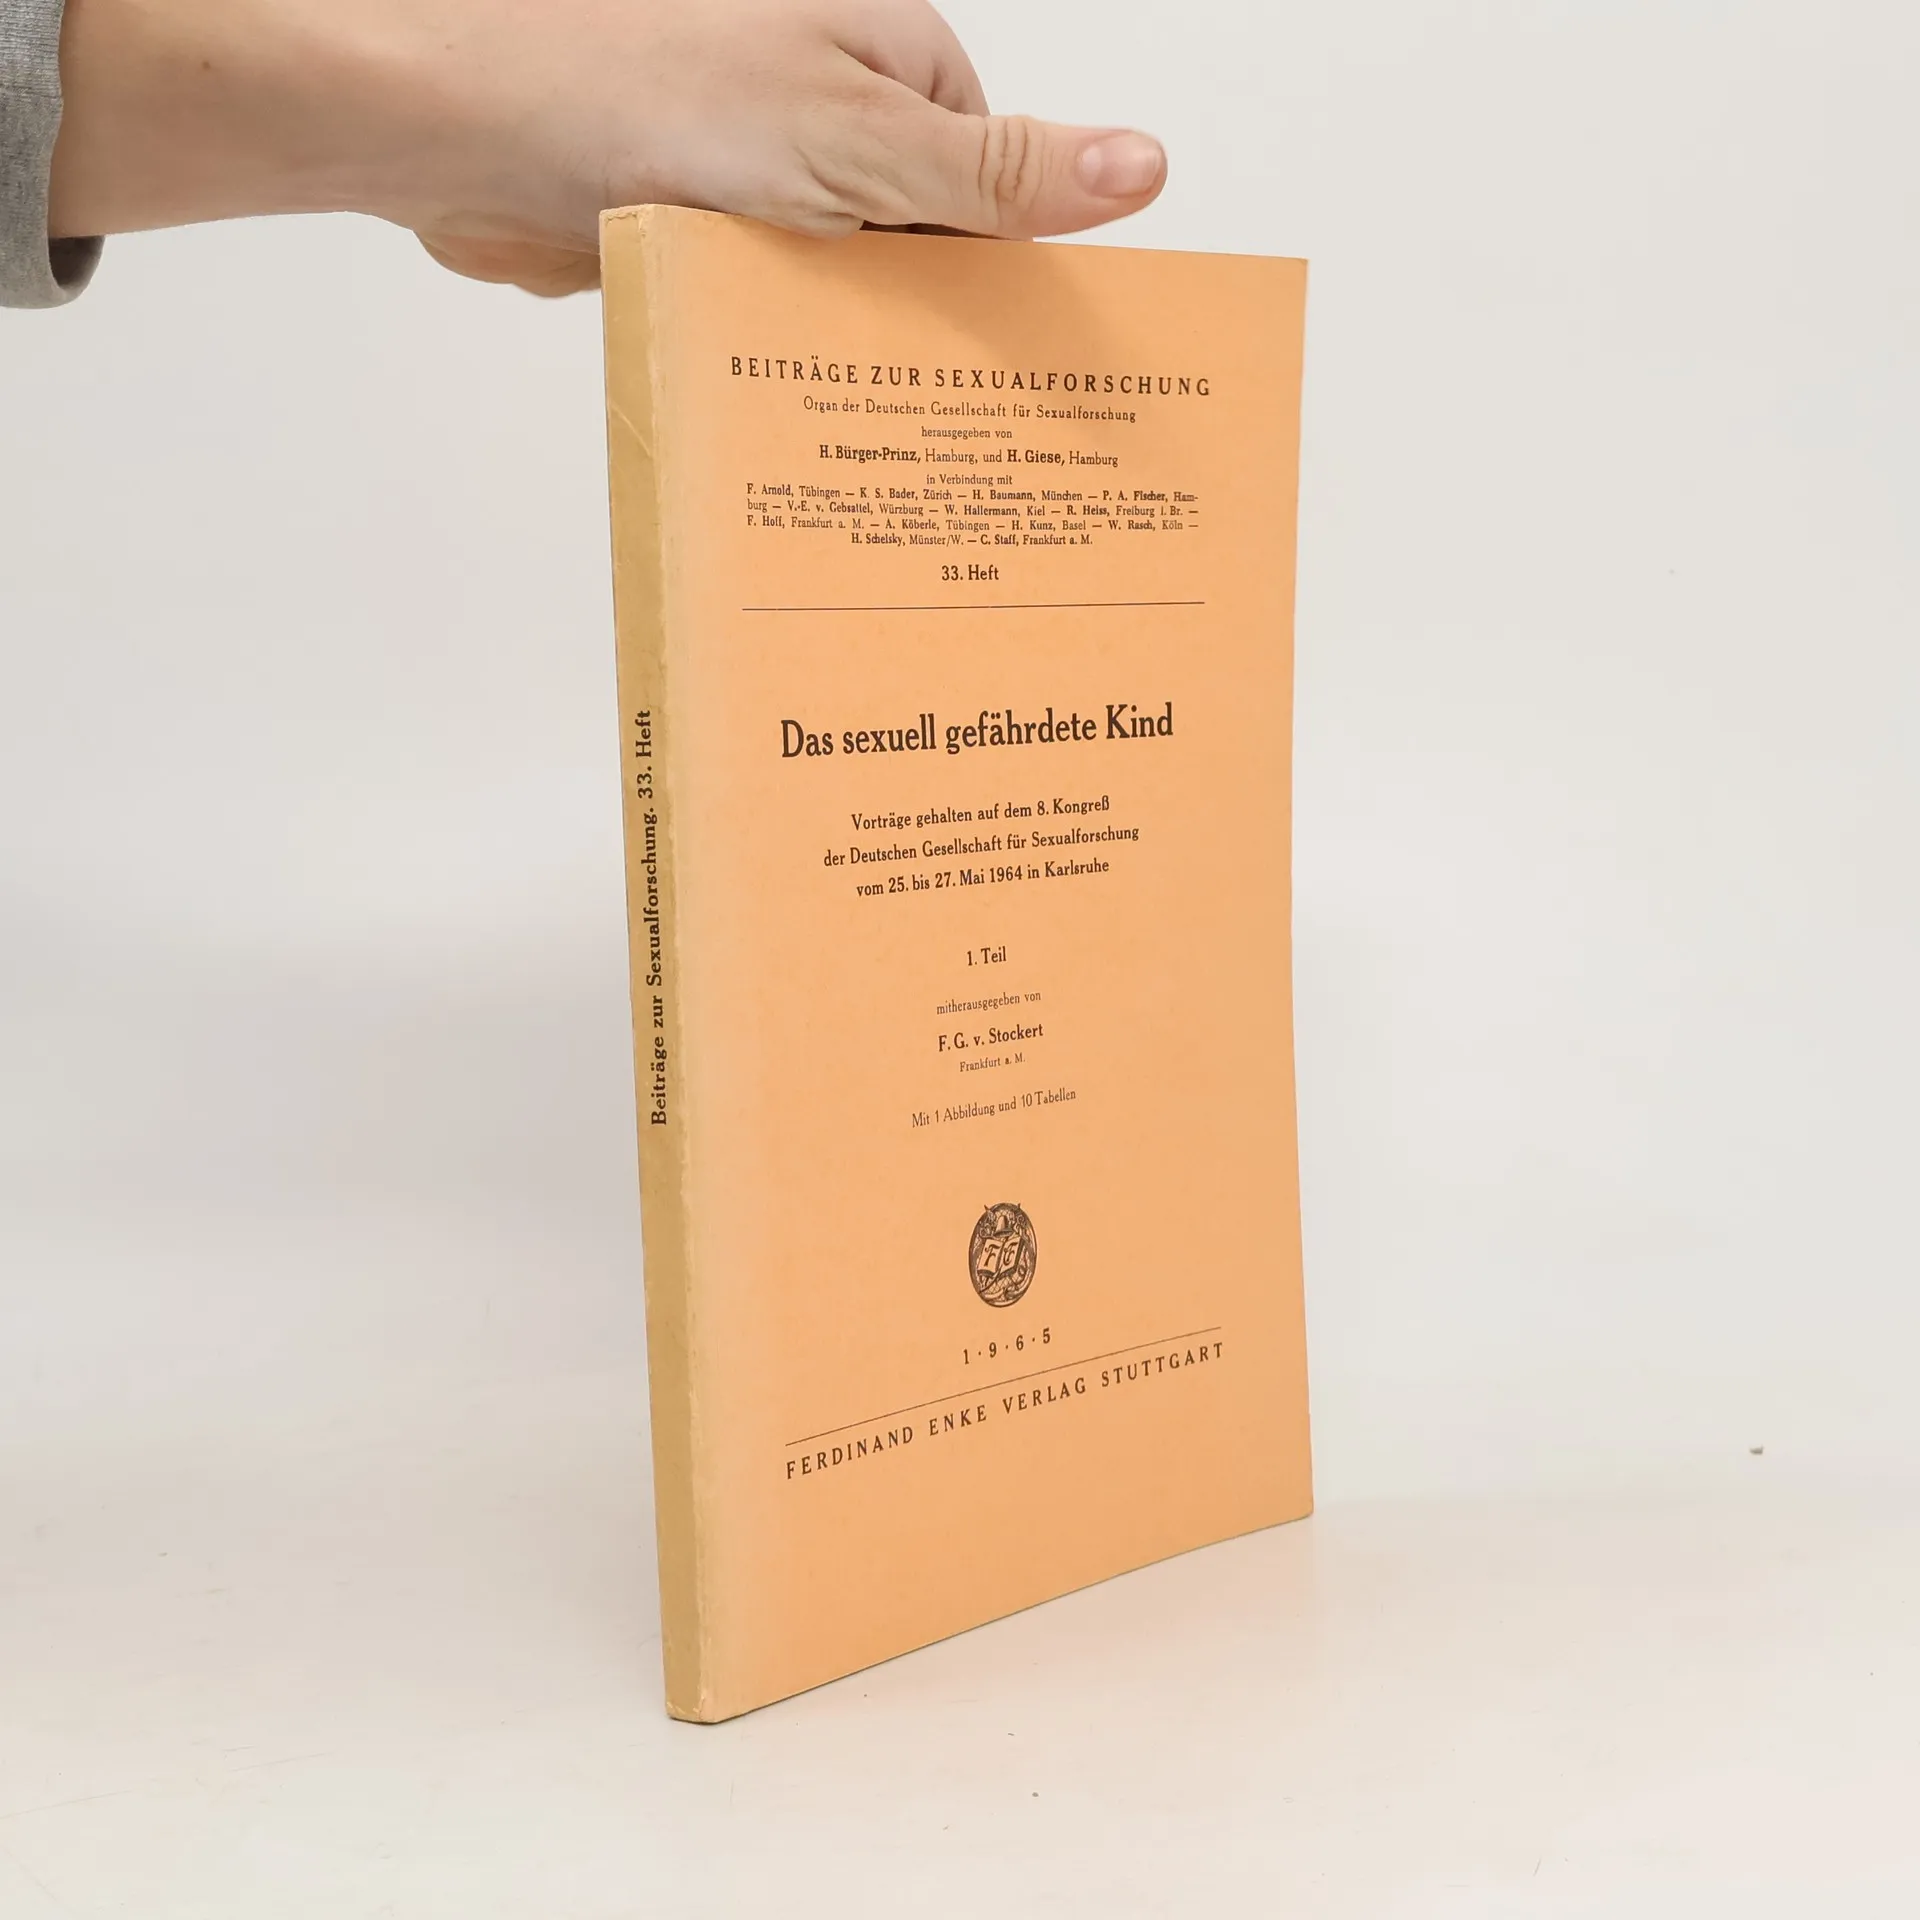 BEITRÄGE ZUR SEXUALFORSCHUNG
Organ der Deutschen Gesellschaft für Sexualforschung
herausgegeben von
H. Bürger-Prinz, Hamburg, und H. Giese, Hamburg
in Verbindung mit
F. Arnold, Tübingen — K. S. Bader, Zürich — H. Baumann, München — P. A. Fischer, Ham-
burg — V.-E. v. Gebsattel, Würzburg — W. Hallermann, Kiel — R. Heiss, Freiburg i. Br. —
F. Hoff, Frankfurt a. M. — A. Köberle, Tübingen — H. Kunz, Basel — W. Rasch, Köln —
H. Schelsky, Münster/W. — C. Staff, Frankfurt a. M.
33. Heft
Das sexuell gefährdete Kind
Vorträge gehalten auf dem 8. Kongreß
der Deutschen Gesellschaft für Sexualforschung
vom 25. bis 27. Mai 1964 in Karlsruhe
1. Teil
mitherausgegeben von
F. G. v. Stockert
Frankfurt a. M.
Mit 1 Abbildung und 10 Tabellen
F E
1 · 9 · 6 · 5
FERDINAND ENKE VERLAG STUTTGART
Beiträge zur Sexualforschung. 33. Heft